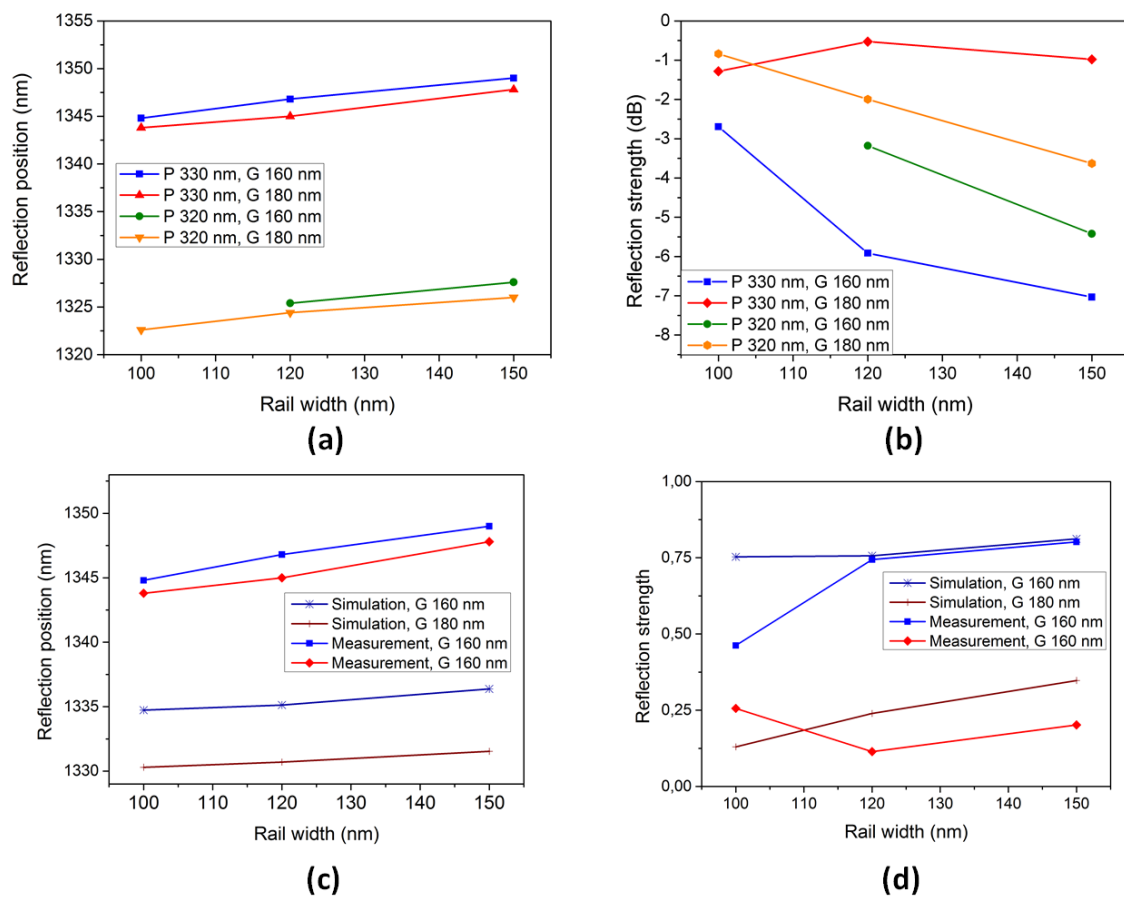 1355
1350
1345
1340
1335
1330
1325
1320
Reflection position (nm)
P 330 nm, G 160 nm
P 330 nm, G 180 nm
P 320 nm, G 160 nm
P 320 nm, G 180 nm
100 110 120 130 140 150
Rail width (nm)
(a)
0
-1
-2
-3
-4
-5
-6
-7
-8
Reflection strength (dB)
P 330 nm, G 160 nm
P 330 nm, G 180 nm
P 320 nm, G 160 nm
P 320 nm, G 180 nm
100 110 120 130 140 150
Rail width (nm)
(b)
1350
1345
1340
1335
1330
Reflection position (nm)
Simulation, G 160 nm
Simulation, G 180 nm
Measurement, G 160 nm
Measurement, G 160 nm
100 110 120 130 140 150
Rail width (nm)
(c)
1,00
0,75
0,50
0,25
0,00
Reflection strength
Simulation, G 160 nm
Simulation, G 180 nm
Measurement, G 160 nm
Measurement, G 160 nm
100 110 120 130 140 150
Rail width (nm)
(d)